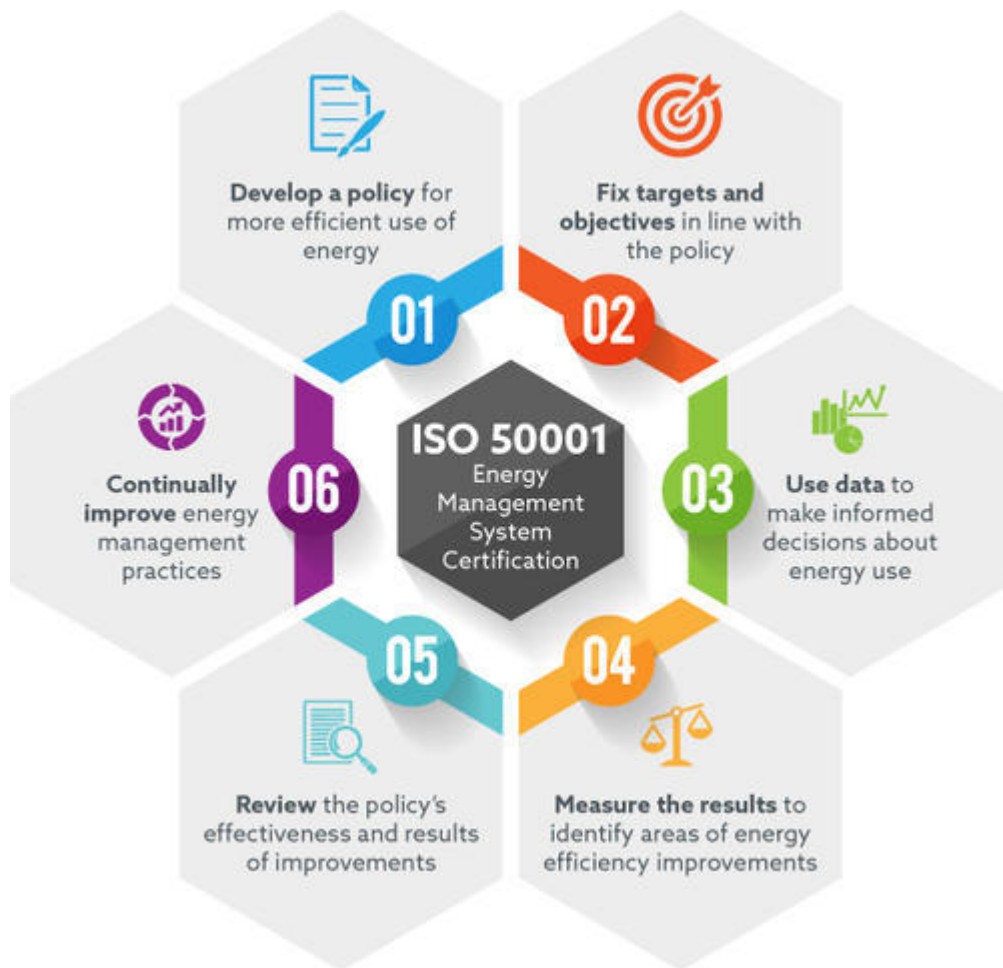 01
Develop a policy for
more efficient use of
energy
02
Fix targets and
objectives in line with
the policy
ISO 50001
Energy
Management
System
Certification
03
Use data to
make informed
decisions about
energy use
04
Measure the results to
identify areas of energy
efficiency improvements
05
Review the policy's
effectiveness and results
of improvements
06
Continually
improve energy
management
practices